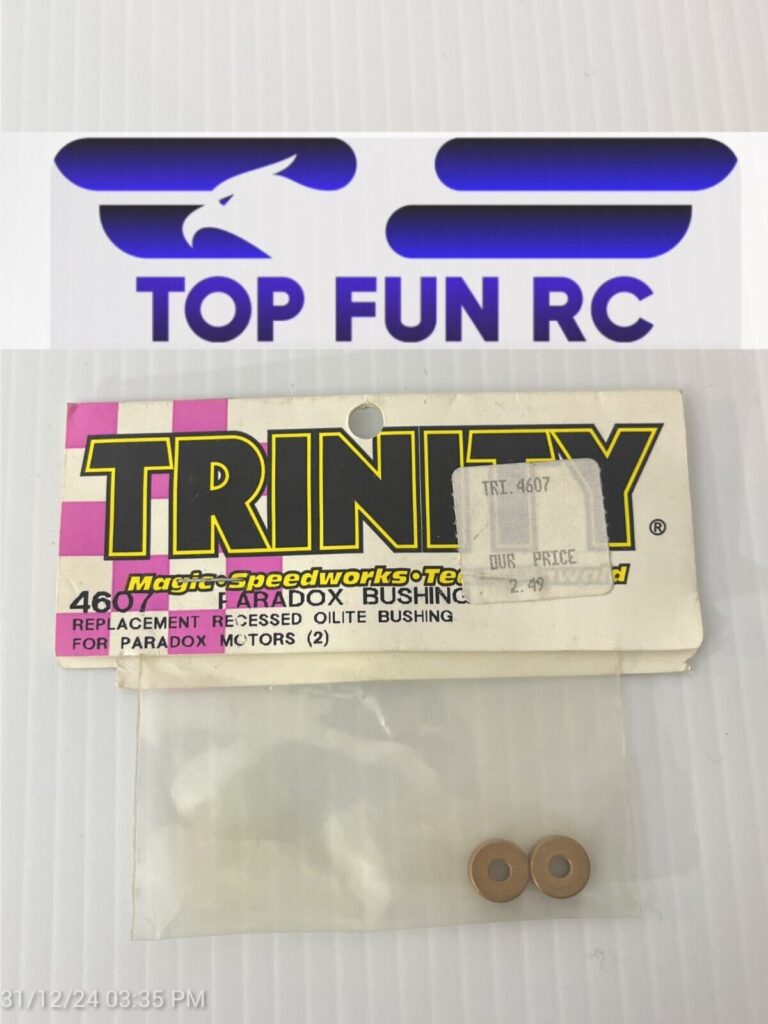 TOP FUN RC
TRINITY
®
TRI.4607
OUR PRICE
2.49
Magic•Speedworks•Te
4607 PARADOX BUSHING
REPLACEMENT RECESSED OILITE BUSHING
FOR PARADOX MOTORS (2)
31/12/24 03:35 PM